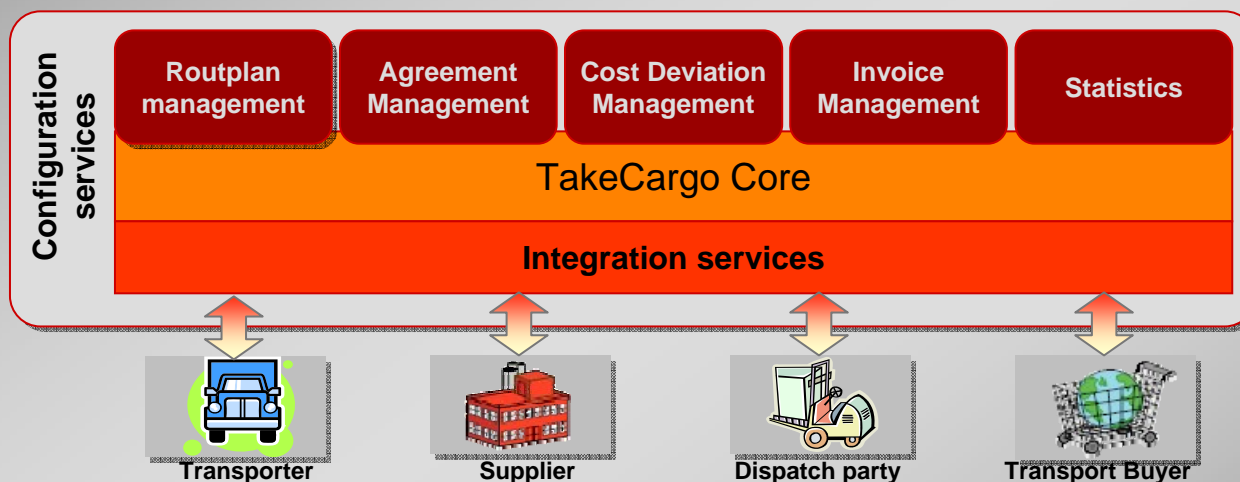 Configuration
services
Routplan
management
Agreement
Management
Cost Deviation
Management
Invoice
Management
Statistics
TakeCargo Core
Integration services
Transporter
Supplier
Dispatch party
Transport Buyer